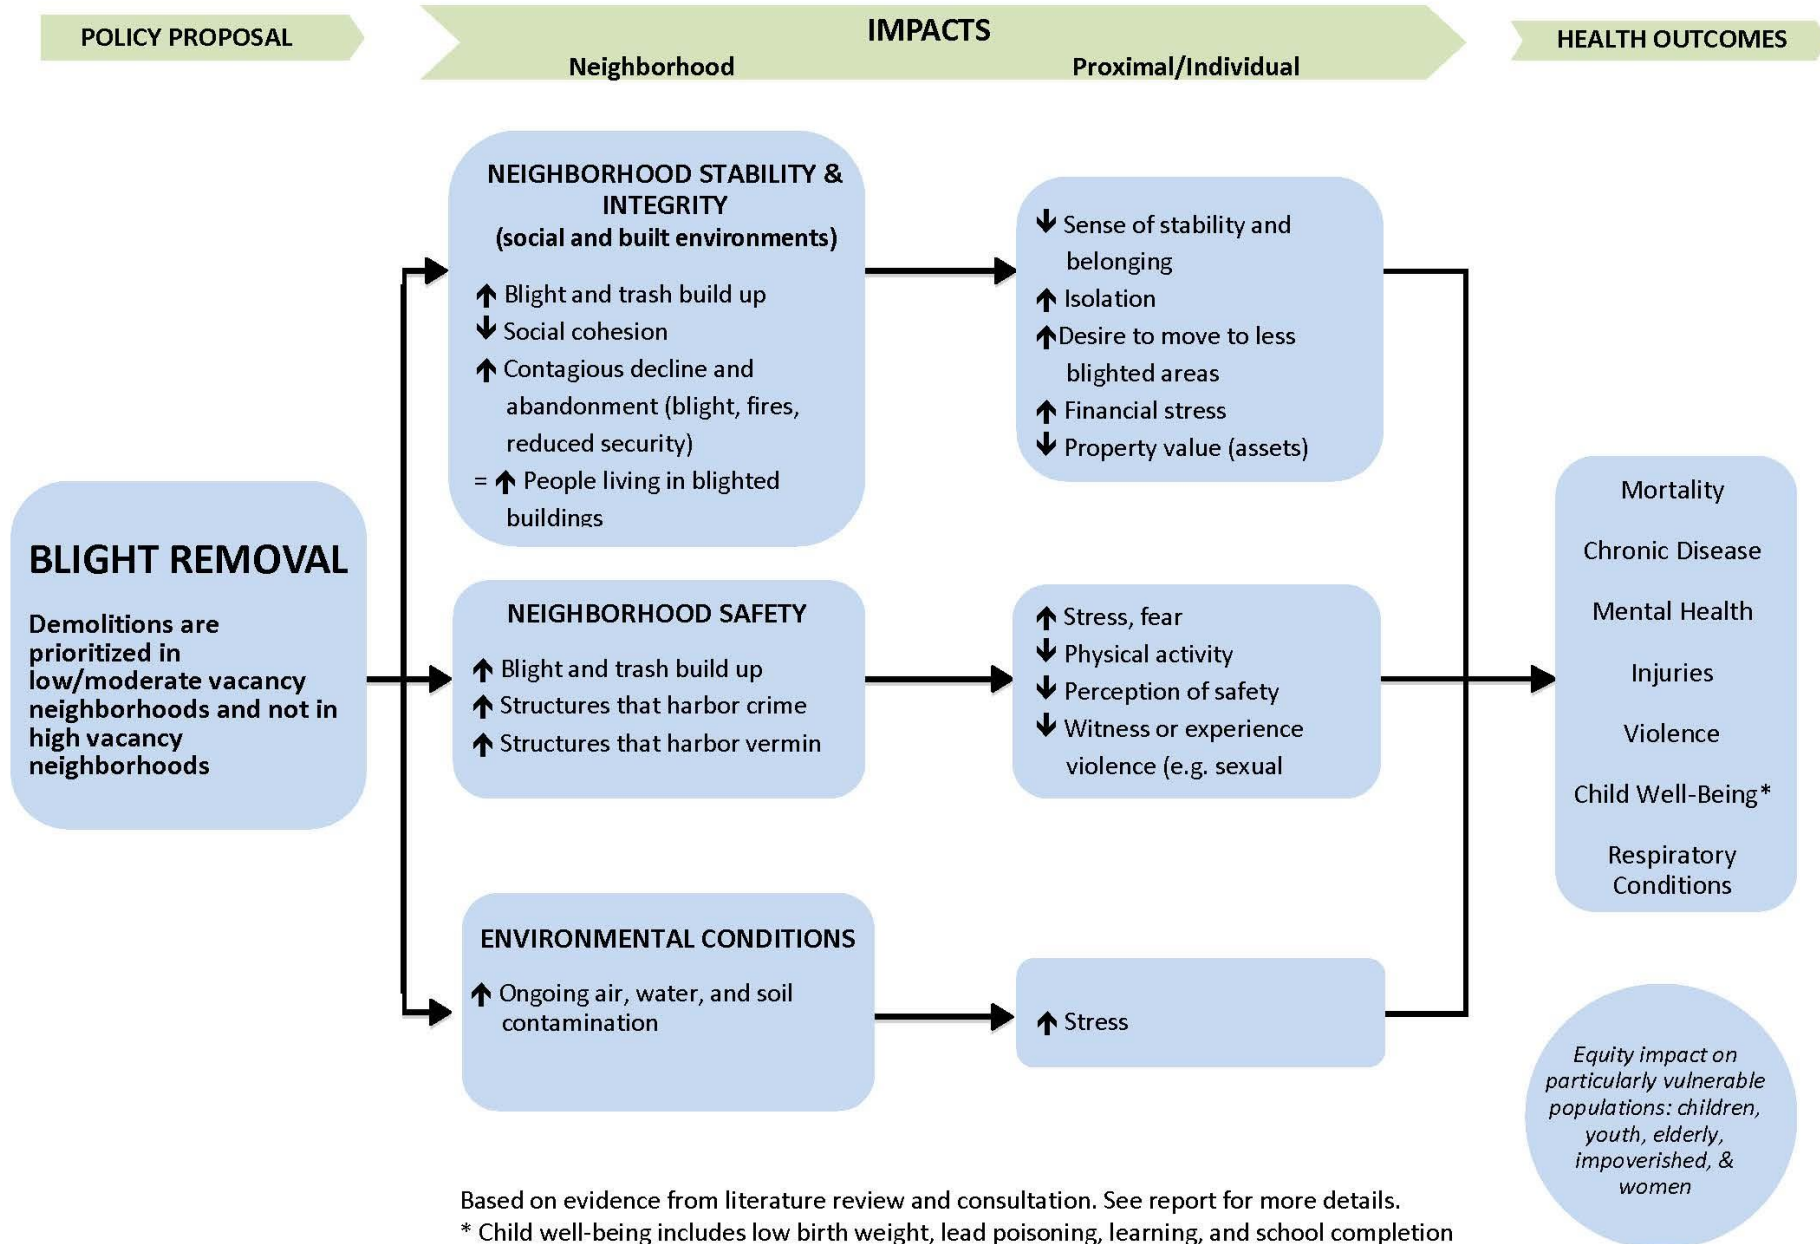 POLICY PROPOSAL
IMPACTS
Neighborhood
Proximal/Individual
HEALTH OUTCOMES
BLIGHT REMOVAL
Demolitions are
prioritized in
low/moderate vacancy
neighborhoods and not in
high vacancy
neighborhoods
NEIGHBORHOOD STABILITY &
INTEGRITY
(social and built environments)
↑ Blight and trash build up
↓ Social cohesion
↑ Contagious decline and
abandonment (blight, fires,
reduced security)
= ↑ People living in blighted
buildings
↓ Sense of stability and
belonging
↑ Isolation
↑ Desire to move to less
blighted areas
↑ Financial stress
↓ Property value (assets)
NEIGHBORHOOD SAFETY
↑ Blight and trash build up
↑ Structures that harbor crime
↑ Structures that harbor vermin
↑ Stress, fear
↓ Physical activity
↓ Perception of safety
↓ Witness or experience
violence (e.g. sexual
ENVIRONMENTAL CONDITIONS
↑ Ongoing air, water, and soil
contamination
↑ Stress
Mortality
Chronic Disease
Mental Health
Injuries
Violence
Child Well-Being*
Respiratory
Conditions
Equity impact on
particularly vulnerable
populations: children,
youth, elderly,
impoverished, &
women
Based on evidence from literature review and consultation. See report for more details.
* Child well-being includes low birth weight, lead poisoning, learning, and school completion